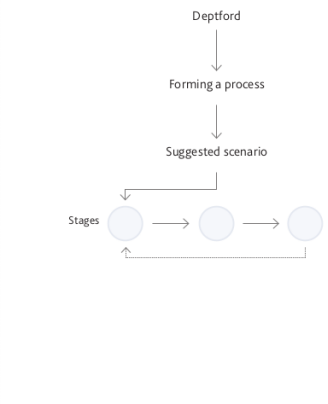 Deptford
Forming a process
Suggested scenario
Stages